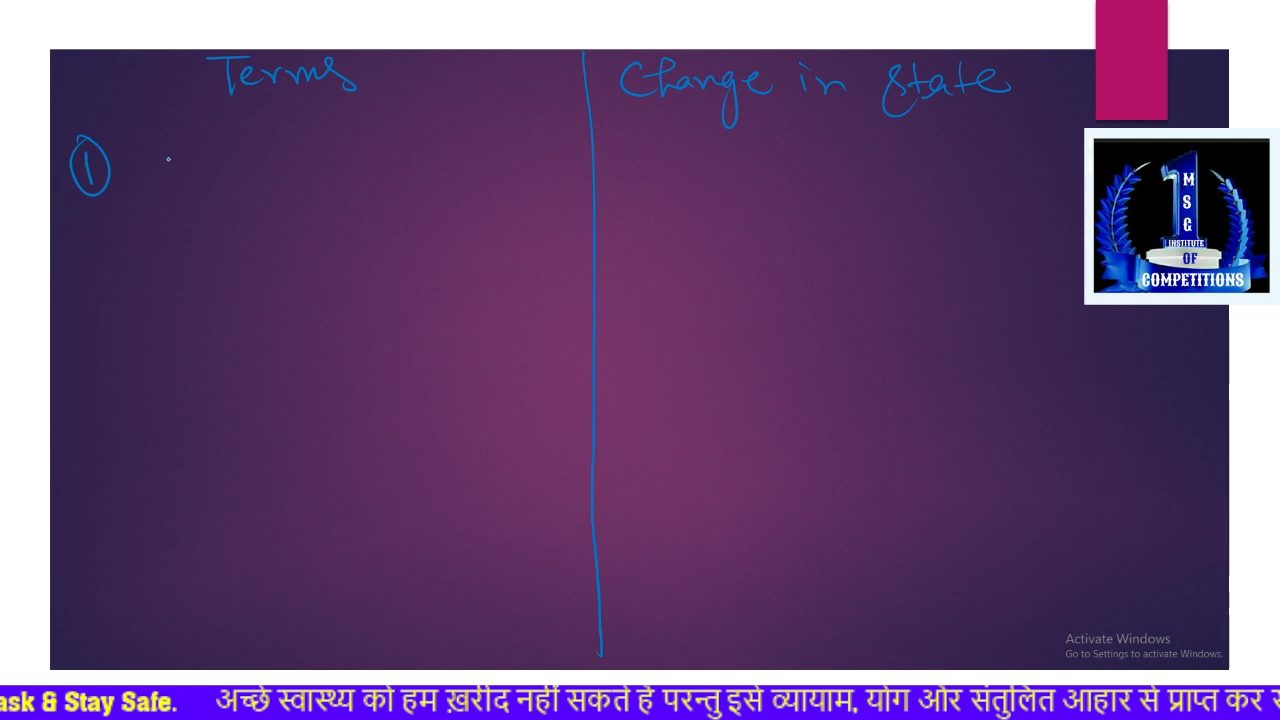 Terms
Change in state
1
M
S
G
INSTITUTE
OF
COMPETITIONS
Activate Windows
Go to Settings to activate Windows.
ask & Stay Safe. अच्छे स्वास्थ्य को हम ख़रीद नहीं सकते हैं परन्तु इसे व्यायाम, योग ओर संतुलित आहार से प्राप्त कर